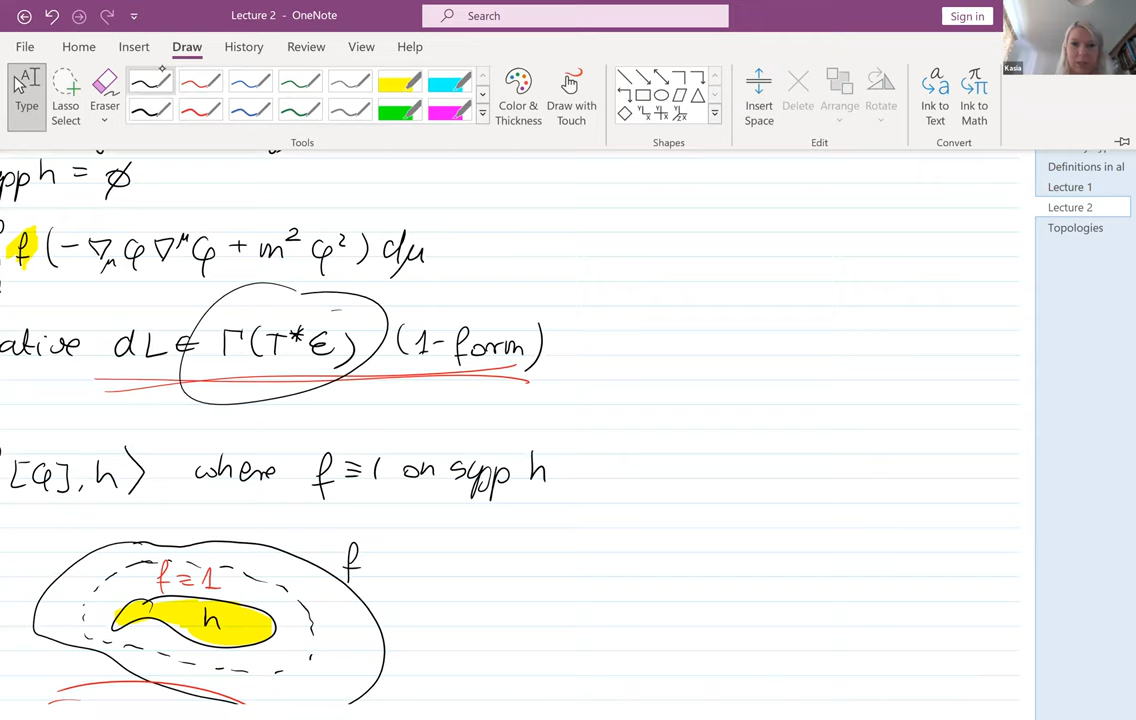 Lecture 2 - OneNote
Search
Sign in
File Home Insert Draw History Review View Help
Type
Lasso Select
Eraser
Color & Thickness
Draw with Touch
Insert Space
Delete
Arrange
Rotate
Ink to Text
Ink to Math
Tools
Shapes
Edit
Convert
Kasia
Definitions in al
Lecture 1
Lecture 2
Topologies
pp h = ∅
f (- ∇μ φ ∇^μ φ + m² φ²) dμ
ative dL ∈ Γ(T*ℰ) (1-form)
[φ], h⟩ where f ≡ 1 on supp h
f
f ≡ 1
h